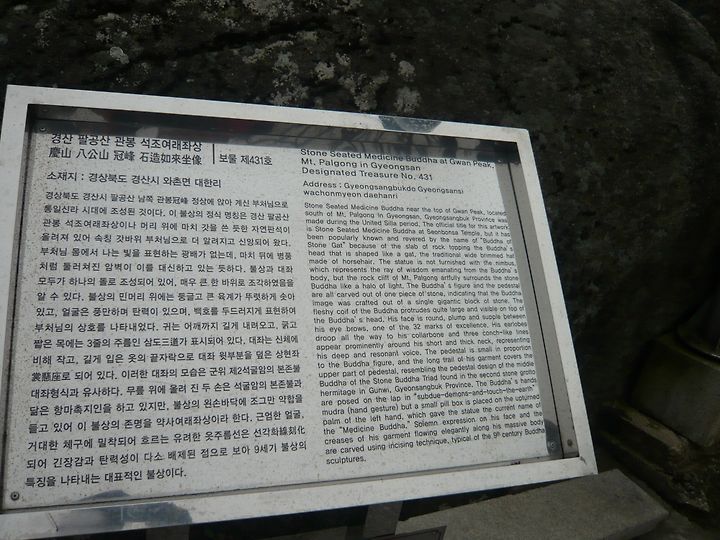 경산 팔공산 관봉 석조여래좌상
慶山 八公山 冠峰 石造如來坐像
보물 제431호
소재지 : 경상북도 경산시 와촌면 대한리
경상북도 경산시 팔공산 남쪽 관봉冠峰 정상에 앉아 계신 부처님으로
통일신라 시대에 조성된 것이다. 이 불상의 정식 명칭은 경산 팔공산
관봉 석조여래좌상이나 머리 위에 마치 갓을 쓴 듯한 자연판석이
올려져 있어 속칭 갓바위 부처님으로 더 알려지고 신앙되어 왔다.
부처님 몸에서 나는 빛을 표현하는 광배가 없는데, 마치 뒤에 병풍
처럼 둘러쳐진 암벽이 이를 대신하고 있는 듯하다. 불상과 대좌
모두가 하나의 돌로 조성되어 있어, 매우 큰 한 바위로 조각하였음을
알 수 있다. 불상의 민머리 위에는 둥글고 큰 육계가 뚜렷하게 솟아
있고, 얼굴은 풍만하며 탄력이 있으며, 백호를 두드러지게 표현하여
부처님의 상호를 나타내었다. 귀는 어깨까지 길게 내려오고, 굵고
짧은 목에는 3줄의 주름인 삼도三道가 표시되어 있다. 대좌는 신체에
비해 작고, 길게 입은 옷의 끝자락으로 대좌 윗부분을 덮은 상현좌
裳懸座로 되어 있다. 이러한 대좌의 모습은 군위 제2석굴암의 본존불
대좌형식과 유사하다. 무릎 위에 올려 진 두 손은 석굴암의 본존불과
닮은 항마촉지인을 하고 있지만, 불상의 왼손바닥에 조그만 약합을
들고 있어 이 불상의 존명을 약사여래좌상이라 한다. 근엄한 얼굴,
거대한 체구에 밀착되어 흐르는 유려한 옷주름선은 선각화線刻化
되어 긴장감과 탄력성이 다소 배제된 점으로 보아 9세기 불상의
특징을 나타내는 대표적인 불상이다.
Stone Seated Medicine Buddha at Gwan Peak,
Mt. Palgong in Gyeongsan
Designated Treasure No. 431
Address : Gyeongsangbukde Gyeongsansi
wachonmyeon daehanri
Stone Seated Medicine Buddha near the top of Gwan Peak, located
south of Mt. Palgong in Gyeongsan, Gyeongsangbuk Province was
made during the United Silla period. The official title for this artwork
is Stone Seated Medicine Buddha at Seonbonsa Temple, but it has
been popularly known and revered by the name of "Buddha of
Stone Gat" because of the slab of rock topping the Buddha's
head that is shaped like a gat, the traditional wide brimmed hat
made of horsehair. The statue is not furnished with the nimbus,
which represents the ray of wisdom emanating from the Buddha's
body, but the rock cliff of Mt. Palgong artfully surrounds the stone
Buddha like a halo of light. The Buddha's figure and the pedestal
are all carved out of one piece of stone, indicating that the Buddha
image was crafted out of a single gigantic block of stone. The
fleshy coil of the Buddha protrudes quite large and visible on top of
the Buddha's head. His face is round, plump and supple between
his eye brows, one of the 32 marks of excellence. His earlobes
droop all the way to his collarbone and three conch-like lines
appear prominently around his short and thick neck, representing
his deep and resonant voice. The pedestal is small in proportion
to the Buddha figure, and the long trail of his garment covers the
upper part of pedestal, resembling the pedestal design of the middle
Buddha of the Stone Buddha Triad found in the second stone grotto
hermitage in Gunwi, Gyeongsangbuk Province. The Buddha's hands
are posed on the lap in "subdue-demons-and-touch-the-earth"
mudra (hand gesture) but a small pill box is placed on the upturned
palm of the left hand, which gave the statue the current name of
the "Medicine Buddha." Solemn expression on his face and the
creases of his garment flowing elegantly along his massive body
are carved using incising technique, typical of the 9th century Buddha
sculptures.